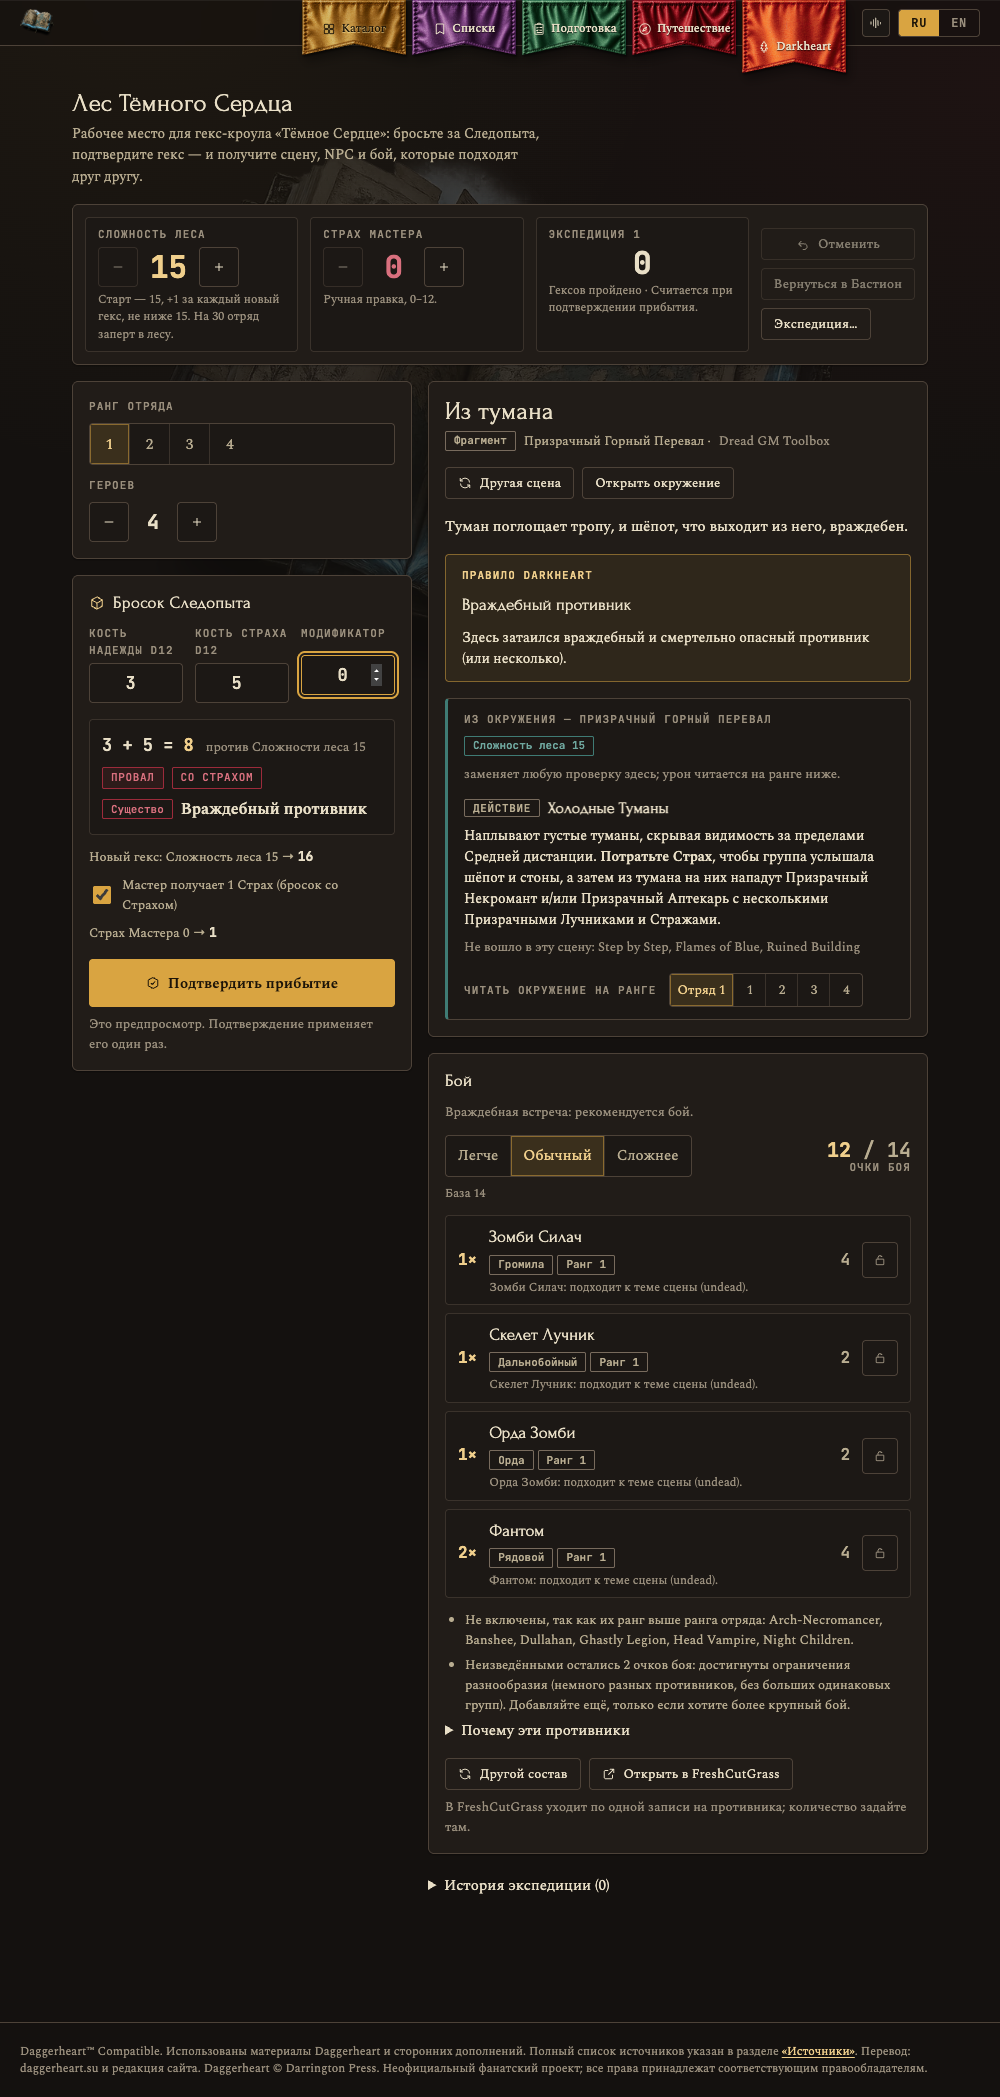 Каталог
Списки
Подготовка
Путешествие
Darkheart
RU
EN
Лес Тёмного Сердца
Рабочее место для гекс-кроула «Тёмное Сердце»: бросьте за Следопыта,
подтвердите гекс — и получите сцену, NPC и бой, которые подходят
друг другу.
СЛОЖНОСТЬ ЛЕСА
− 15 +
Старт — 15, +1 за каждый новый
гекс, не ниже 15. На 30 отряд
заперт в лесу.
СТРАХ МАСТЕРА
− 0 +
Ручная правка, 0–12.
ЭКСПЕДИЦИЯ 1
0
Гексов пройдено · Считается при
подтверждении прибытия.
Отменить
Вернуться в Бастион
Экспедиция…
РАНГ ОТРЯДА
1 2 3 4
ГЕРОЕВ
− 4 +
Бросок Следопыта
КОСТЬ
НАДЕЖДЫ D12
3
КОСТЬ СТРАХА
D12
5
МОДИФИКАТОР
0
3 + 5 = 8 против Сложности леса 15
ПРОВАЛ СО СТРАХОМ
Существо Враждебный противник
Новый гекс: Сложность леса 15 → 16
Мастер получает 1 Страх (бросок со
Страхом)
Страх Мастера 0 → 1
Подтвердить прибытие
Это предпросмотр. Подтверждение применяет
его один раз.
Из тумана
Фрагмент Призрачный Горный Перевал · Dread GM Toolbox
Другая сцена
Открыть окружение
Туман поглощает тропу, и шёпот, что выходит из него, враждебен.
ПРАВИЛО DARKHEART
Враждебный противник
Здесь затаился враждебный и смертельно опасный противник
(или несколько).
ИЗ ОКРУЖЕНИЯ — ПРИЗРАЧНЫЙ ГОРНЫЙ ПЕРЕВАЛ
Сложность леса 15
заменяет любую проверку здесь; урон читается на ранге ниже.
ДЕЙСТВИЕ Холодные Туманы
Наплывают густые туманы, скрывая видимость за пределами
Средней дистанции. Потратьте Страх, чтобы группа услышала
шёпот и стоны, а затем из тумана на них нападут Призрачный
Некромант и/или Призрачный Аптекарь с несколькими
Призрачными Лучниками и Стражами.
Не вошло в эту сцену: Step by Step, Flames of Blue, Ruined Building
ЧИТАТЬ ОКРУЖЕНИЕ НА РАНГЕ Отряд 1 1 2 3 4
Бой
Враждебная встреча: рекомендуется бой.
Легче Обычный Сложнее
12 / 14
ОЧКИ БОЯ
База 14
1× Зомби Силач 4
Громила Ранг 1
Зомби Силач: подходит к теме сцены (undead).
1× Скелет Лучник 2
Дальнобойный Ранг 1
Скелет Лучник: подходит к теме сцены (undead).
1× Орда Зомби 2
Орда Ранг 1
Орда Зомби: подходит к теме сцены (undead).
2× Фантом 4
Рядовой Ранг 1
Фантом: подходит к теме сцены (undead).
• Не включены, так как их ранг выше ранга отряда: Arch-Necromancer,
Banshee, Dullahan, Ghastly Legion, Head Vampire, Night Children.
• Неизведёнными остались 2 очков боя: достигнуты ограничения
разнообразия (немного разных противников, без больших одинаковых
групп). Добавляйте ещё, только если хотите более крупный бой.
Почему эти противники
Другой состав
Открыть в FreshCutGrass
В FreshCutGrass уходит по одной записи на противника; количество задайте
там.
История экспедиции (0)
Daggerheart™ Compatible. Использованы материалы Daggerheart и сторонних дополнений. Полный список источников указан в разделе «Источники». Перевод:
daggerheart.su и редакция сайта. Daggerheart © Darrington Press. Неофициальный фанатский проект; все права принадлежат соответствующим правообладателям.